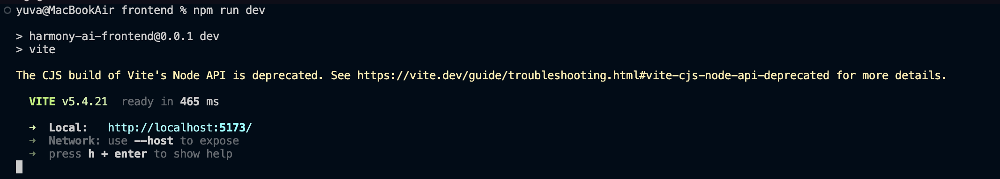 yuva@MacBookAir frontend % npm run dev
> harmony-ai-frontend@0.0.1 dev
> vite
The CJS build of Vite's Node API is deprecated. See https://vite.dev/guide/troubleshooting.html#vite-cjs-node-api-deprecated for more details.
VITE v5.4.21  ready in 465 ms
➜  Local:   http://localhost:5173/
➜  Network: use --host to expose
➜  press h + enter to show help